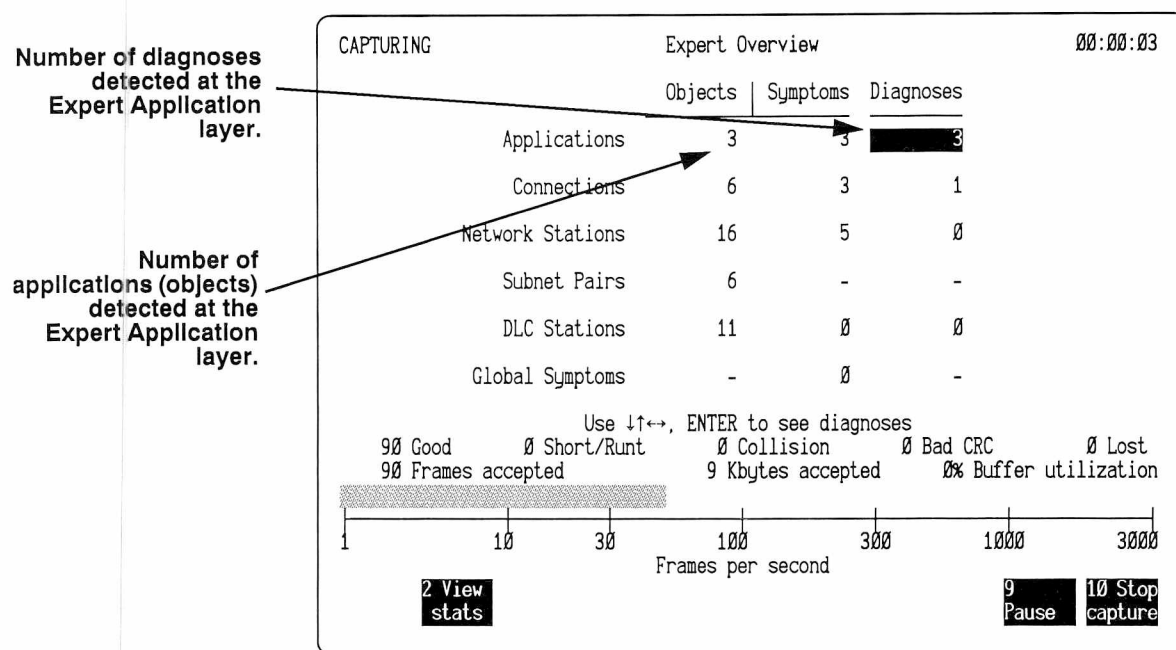 Number of diagnoses
detected at the
Expert Application
layer.
Number of
applications (objects)
detected at the
Expert Application
layer.
CAPTURING Expert Overview 00:00:03
Objects Symptoms Diagnoses
Applications 3 3 3
Connections 6 3 1
Network Stations 16 5 0
Subnet Pairs 6 - -
DLC Stations 11 0 0
Global Symptoms - 0 -
Use ↓↑←→, ENTER to see diagnoses
90 Good 0 Short/Runt 0 Collision 0 Bad CRC 0 Lost
90 Frames accepted 9 Kbytes accepted 0% Buffer utilization
1 10 30 100 300 1000 3000
Frames per second
2 View
stats
9
Pause
10 Stop
capture